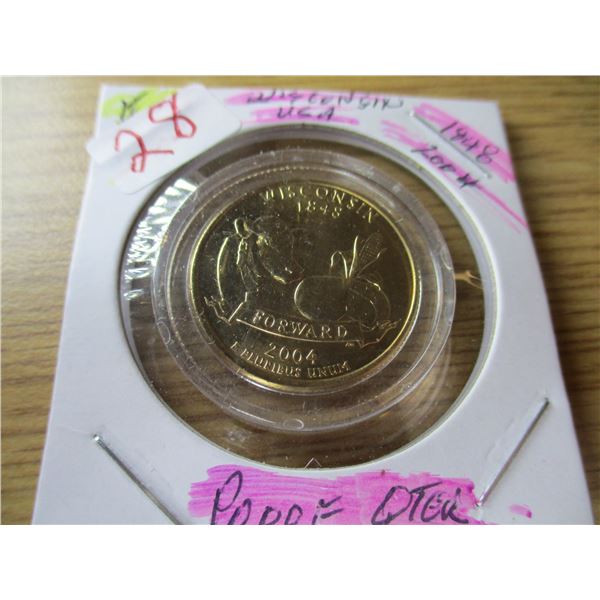 28
WISCONSIN
USA
1848
2004
WISCONSIN
1848
FORWARD
2004
E PLURIBUS UNUM
PROOF QTER